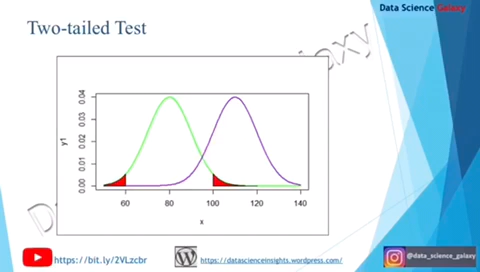 Data Science Galaxy
Two-tailed Test
y1
0.04
0.03
0.02
0.01
0.00
60
80
100
120
140
x
https://bit.ly/2VLzcbr
https://datascienceinsights.wordpress.com/
@data_science_galaxy